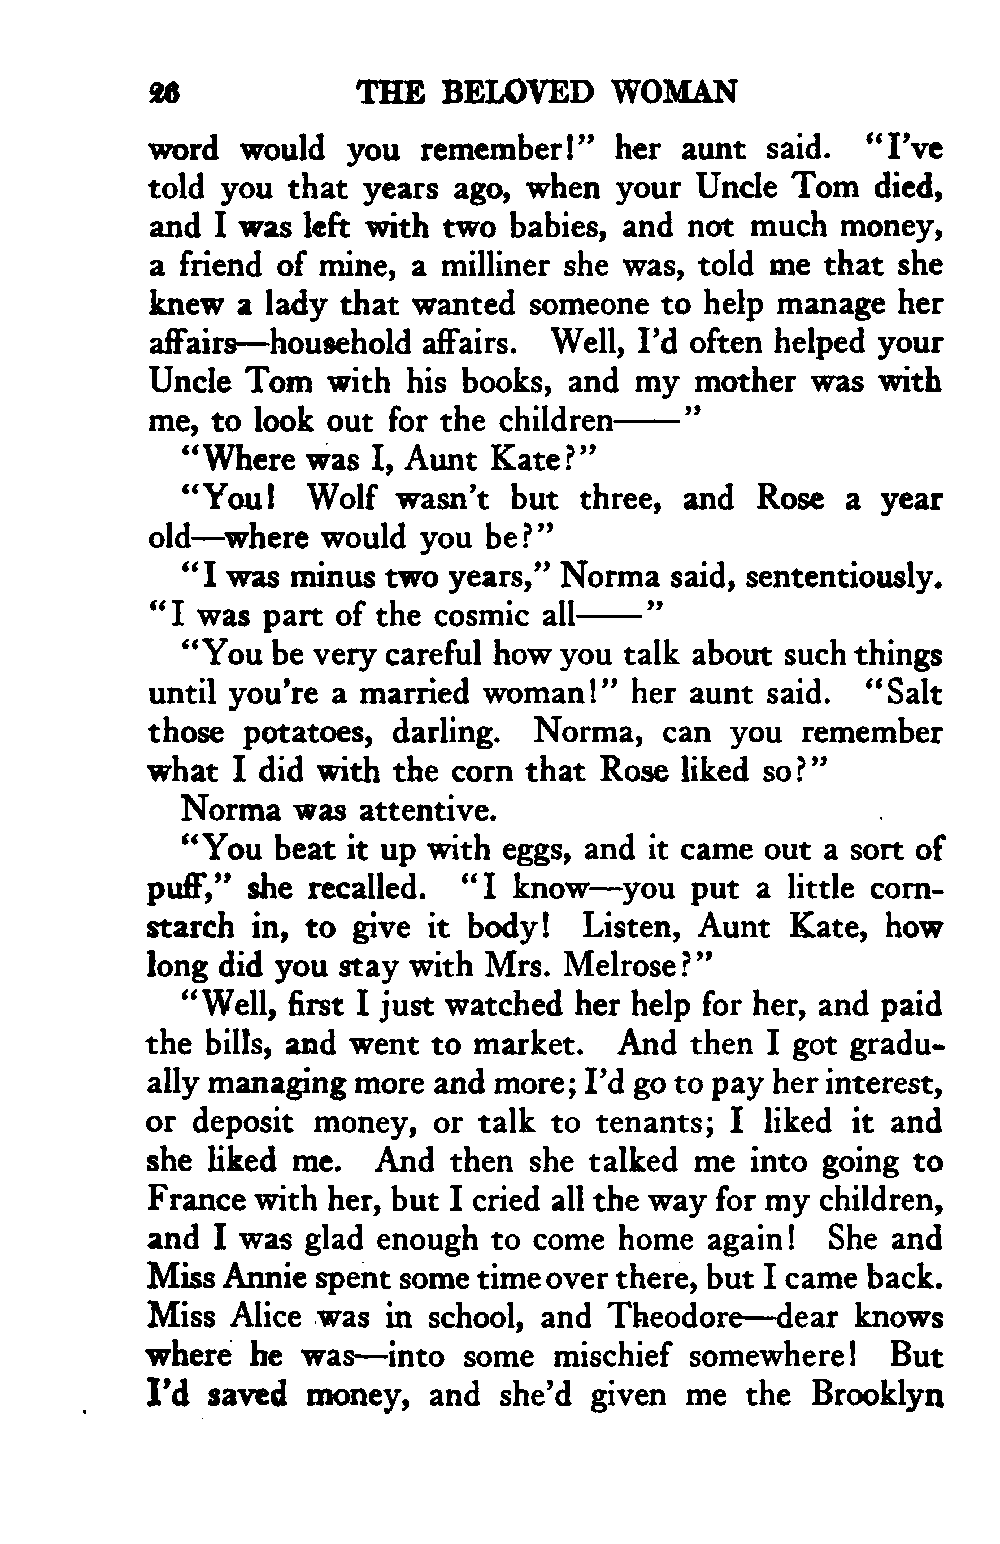 26 THE BELOVED WOMAN
word would you remember!” her aunt said. “I’ve
told you that years ago, when your Uncle Tom died,
and I was left with two babies, and not much money,
a friend of mine, a milliner she was, told me that she
knew a lady that wanted someone to help manage her
affairs—household affairs. Well, I’d often helped your
Uncle Tom with his books, and my mother was with
me, to look out for the children——”
“Where was I, Aunt Kate?”
“You! Wolf wasn’t but three, and Rose a year
old—where would you be?”
“I was minus two years,” Norma said, sententiously.
“I was part of the cosmic all——”
“You be very careful how you talk about such things
until you’re a married woman!” her aunt said. “Salt
those potatoes, darling. Norma, can you remember
what I did with the corn that Rose liked so?”
Norma was attentive.
“You beat it up with eggs, and it came out a sort of
puff,” she recalled. “I know—you put a little corn-
starch in, to give it body! Listen, Aunt Kate, how
long did you stay with Mrs. Melrose?”
“Well, first I just watched her help for her, and paid
the bills, and went to market. And then I got gradu-
ally managing more and more; I’d go to pay her interest,
or deposit money, or talk to tenants; I liked it and
she liked me. And then she talked me into going to
France with her, but I cried all the way for my children,
and I was glad enough to come home again! She and
Miss Annie spent some time over there, but I came back.
Miss Alice was in school, and Theodore—dear knows
where he was—into some mischief somewhere! But
I’d saved money, and she’d given me the Brooklyn